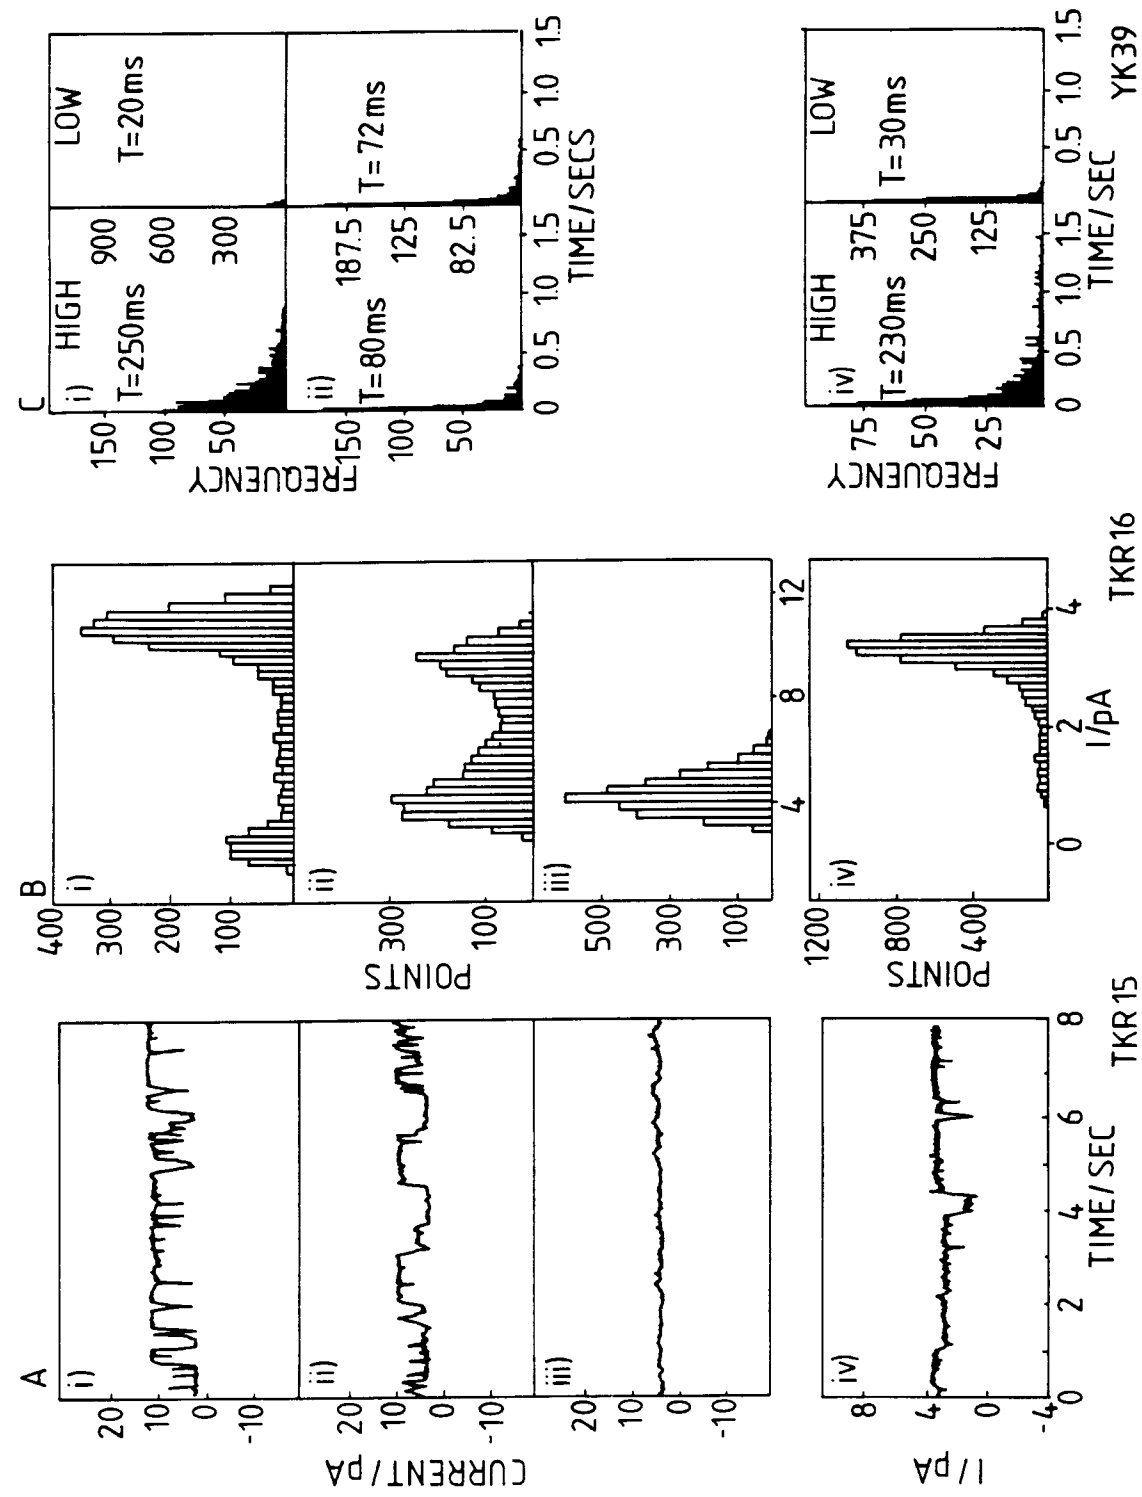 A
i)
20
10
0
-10
ii)
20
10
0
-10
iii)
10
0
-10
CURRENT/pA
iv)
8
4
0
-4
I/pA
0 2 4 6 8
TIME/SEC
TKR15
B
i)
400
300
200
100
ii)
300
100
iii)
500
100
POINTS
4 8 12
iv)
1200
800
400
POINTS
0 2 4
I/pA
TKR16
C
HIGH
LOW
i)
T=250ms
T=20ms
150
100
50
900
600
300
FREQUENCY
ii)
T=80ms
T=72ms
150
100
50
187.5
125
82.5
FREQUENCY
0 0.5 1.0 1.5 0.5 1.0 1.5
TIME/SECS
HIGH
LOW
iv)
T=230ms
T=30ms
75
50
25
375
250
125
FREQUENCY
0 0.5 1.0 1.5 0.5 1.0 1.5
TIME/SEC
YK39